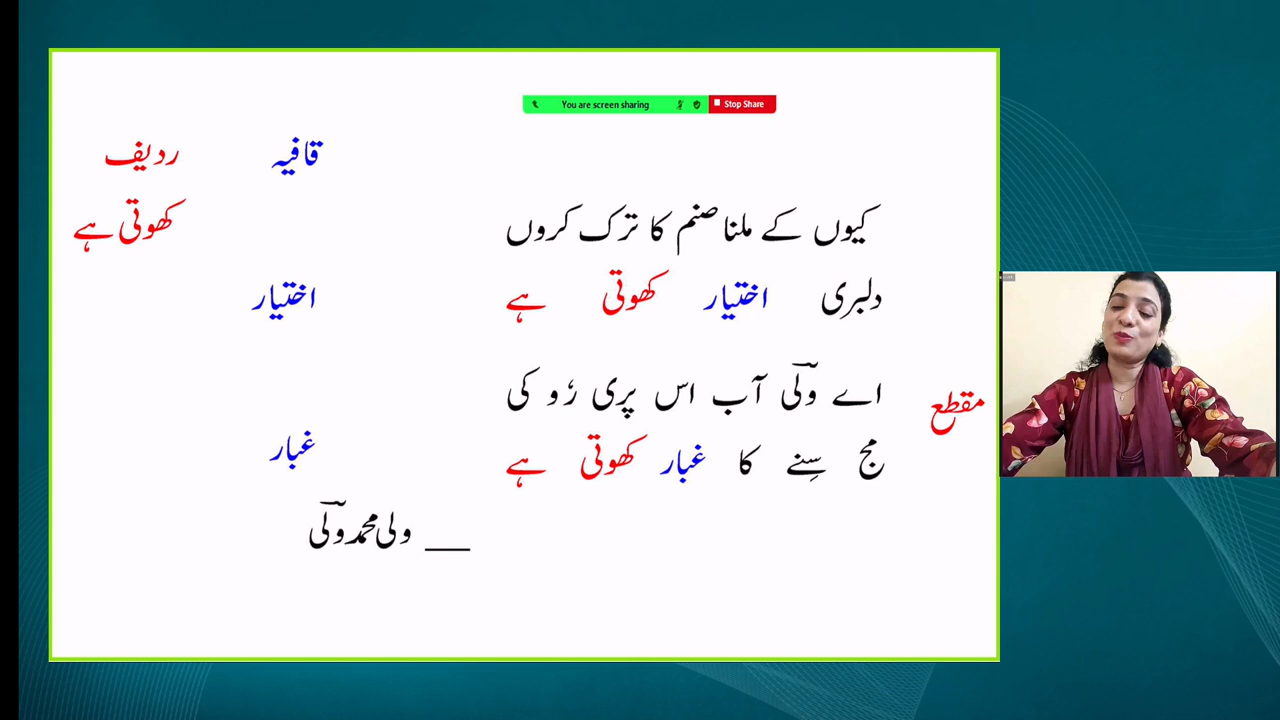 You are screen sharing Stop Share
قافیہ ردیف
کھوتی ہے
کیوں کے ملنا صنم کا ترک کروں
دلبری اختیار کھوتی ہے
اختیار
اے ولیؔ آب اس پری رُو کی
مقطع
مج سِنے کا غبار کھوتی ہے
غبار
__ ولی محمد ولیؔ